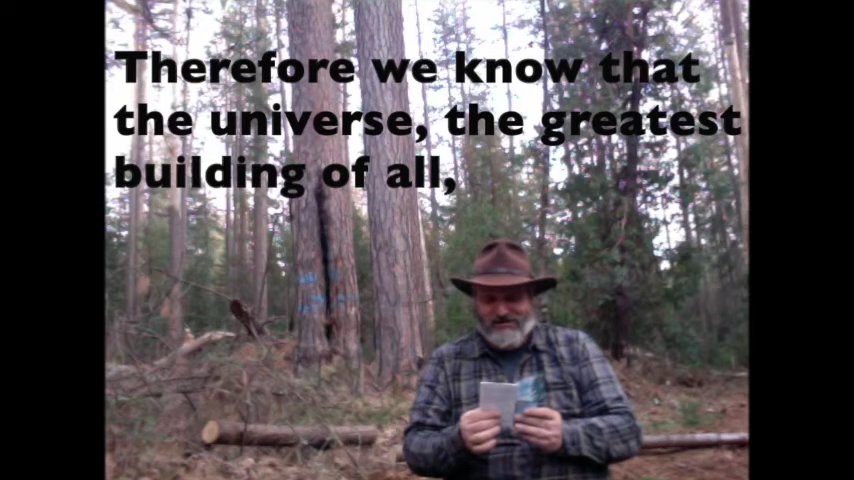 Therefore we know that
the universe, the greatest
building of all,